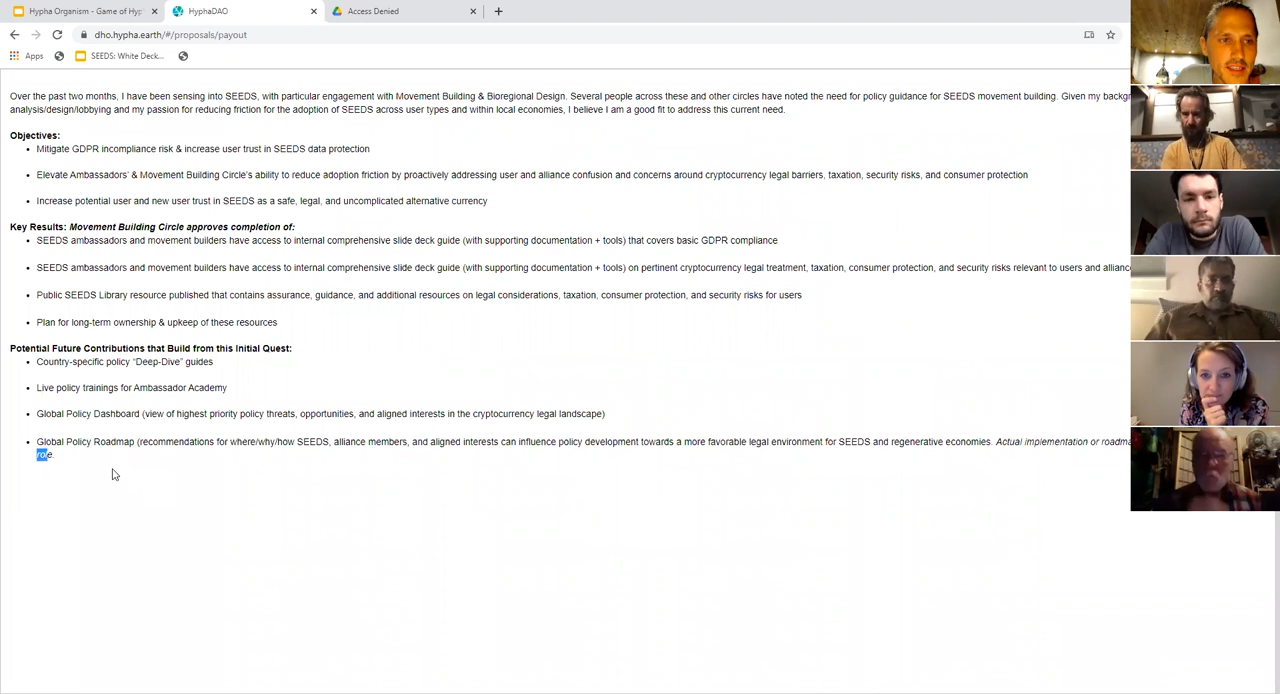 Hypha Organism - Game of Hyp
HyphaDAO
Access Denied
dho.hypha.earth/#/proposals/payout
Apps
SEEDS: White Deck...
Over the past two months, I have been sensing into SEEDS, with particular engagement with Movement Building & Bioregional Design. Several people across these and other circles have noted the need for policy guidance for SEEDS movement building. Given my backgr
analysis/design/lobbying and my passion for reducing friction for the adoption of SEEDS across user types and within local economies, I believe I am a good fit to address this current need.
Objectives:
• Mitigate GDPR incompliance risk & increase user trust in SEEDS data protection
• Elevate Ambassadors' & Movement Building Circle's ability to reduce adoption friction by proactively addressing user and alliance confusion and concerns around cryptocurrency legal barriers, taxation, security risks, and consumer protection
• Increase potential user and new user trust in SEEDS as a safe, legal, and uncomplicated alternative currency
Key Results: Movement Building Circle approves completion of:
• SEEDS ambassadors and movement builders have access to internal comprehensive slide deck guide (with supporting documentation + tools) that covers basic GDPR compliance
• SEEDS ambassadors and movement builders have access to internal comprehensive slide deck guide (with supporting documentation + tools) on pertinent cryptocurrency legal treatment, taxation, consumer protection, and security risks relevant to users and alliance
• Public SEEDS Library resource published that contains assurance, guidance, and additional resources on legal considerations, taxation, consumer protection, and security risks for users
• Plan for long-term ownership & upkeep of these resources
Potential Future Contributions that Build from this Initial Quest:
• Country-specific policy “Deep-Dive” guides
• Live policy trainings for Ambassador Academy
• Global Policy Dashboard (view of highest priority policy threats, opportunities, and aligned interests in the cryptocurrency legal landscape)
• Global Policy Roadmap (recommendations for where/why/how SEEDS, alliance members, and aligned interests can influence policy development towards a more favorable legal environment for SEEDS and regenerative economies. Actual implementation or roadma
role.